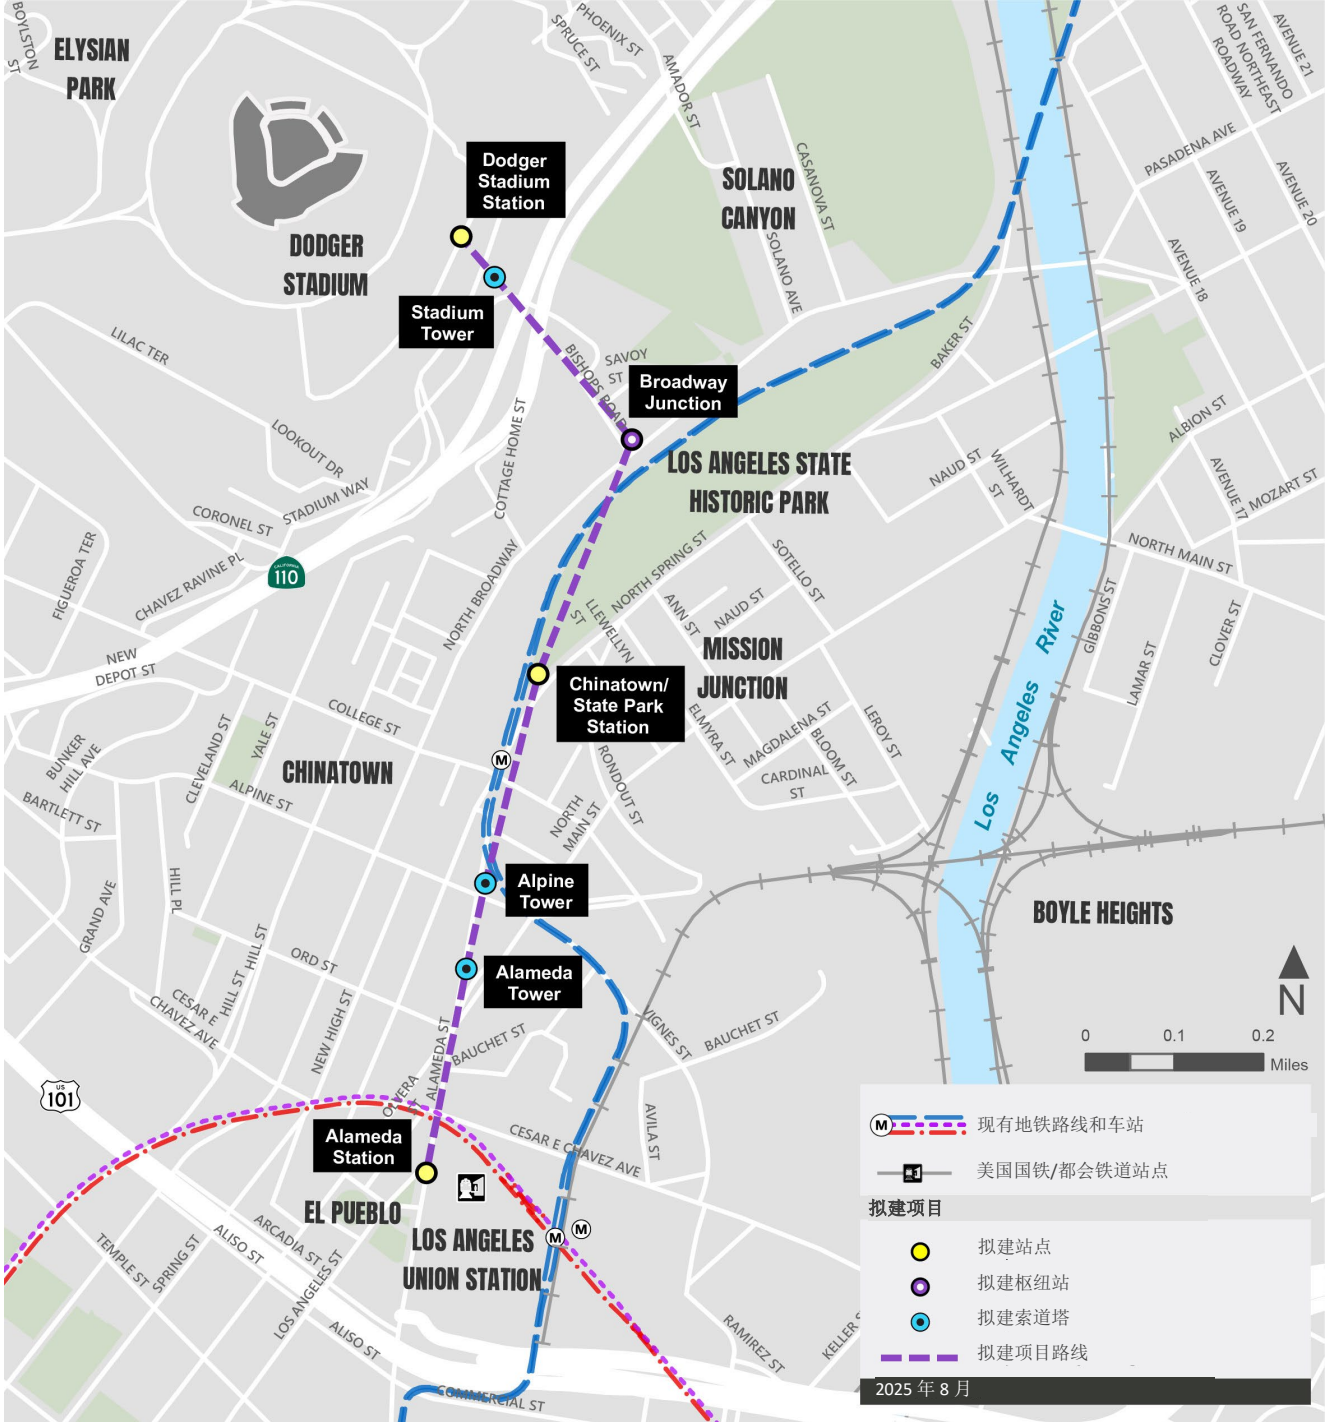 BOYLSTON
ST
ELYSIAN
PARK
PHOENIX ST
SPRUCE ST
AMADOR ST
AVENUE 21
SAN FERNANDO
ROAD NORTHEAST
ROADWAY
PASADENA AVE
AVENUE 20
AVENUE 19
AVENUE 18
Dodger
Stadium
Station
SOLANO
CANYON
CASANOVA ST
SOLANO AVE
DODGER
STADIUM
Stadium
Tower
LILAC TER
BISHOPS ROAD
SAVOY
ST
BAKER ST
Broadway
Junction
LOOKOUT DR
COTTAGE HOME ST
ALBION ST
LOS ANGELES STATE
HISTORIC PARK
NAUD ST
WILHARDT
ST
AVENUE 17
MOZART ST
STADIUM WAY
CORONEL ST
FIGUEROA TER
CALIFORNIA
110
CHAVEZ RAVINE PL
NORTH BROADWAY
NORTH SPRING ST
SOTELLO ST
NORTH MAIN ST
LLEWELLYN
ST
ANN ST
NAUD ST
GIBBONS ST
CLOVER ST
NEW
DEPOT ST
MISSION
JUNCTION
LAMAR ST
Los Angeles River
Chinatown/
State Park
Station
COLLEGE ST
ELMYRA ST
MAGDALENA ST
BLOOM ST
LEROY ST
CARDINAL
ST
BUNKER
HILL AVE
CLEVELAND ST
YALE ST
CHINATOWN
M
RONDOUT ST
ALPINE ST
BARTLETT ST
NORTH
MAIN ST
HILL PL
GRAND AVE
Alpine
Tower
BOYLE HEIGHTS
HILL ST
ORD ST
Alameda
Tower
N
HILL ST
CESAR E
CHAVEZ AVE
NEW HIGH ST
ALAMEDA ST
BAUCHET ST
VIGNES ST
BAUCHET ST
0 0.1 0.2
Miles
US
101
OLVERA
ST
AVILA ST
Alameda
Station
CESAR E CHAVEZ AVE
EL PUEBLO
LOS ANGELES
UNION STATION
M
M
TEMPLE ST
SPRING ST
ALISO ST
ARCADIA ST
LOS ANGELES ST
ALISO ST
RAMIREZ ST
KELLER S
COMMERCIAL ST
M 现有地铁路线和车站
美国国铁/都会铁道站点
拟建项目
拟建站点
拟建枢纽站
拟建索道塔
拟建项目路线
2025 年 8 月